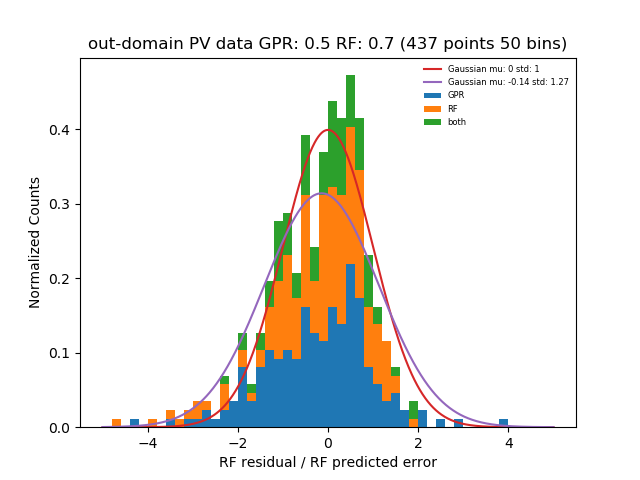 out-domain PV data GPR: 0.5 RF: 0.7 (437 points 50 bins)
Gaussian mu: 0 std: 1
Gaussian mu: -0.14 std: 1.27
GPR
RF
both
Normalized Counts
0.4
0.3
0.2
0.1
0.0
−4 −2 0 2 4
RF residual / RF predicted error